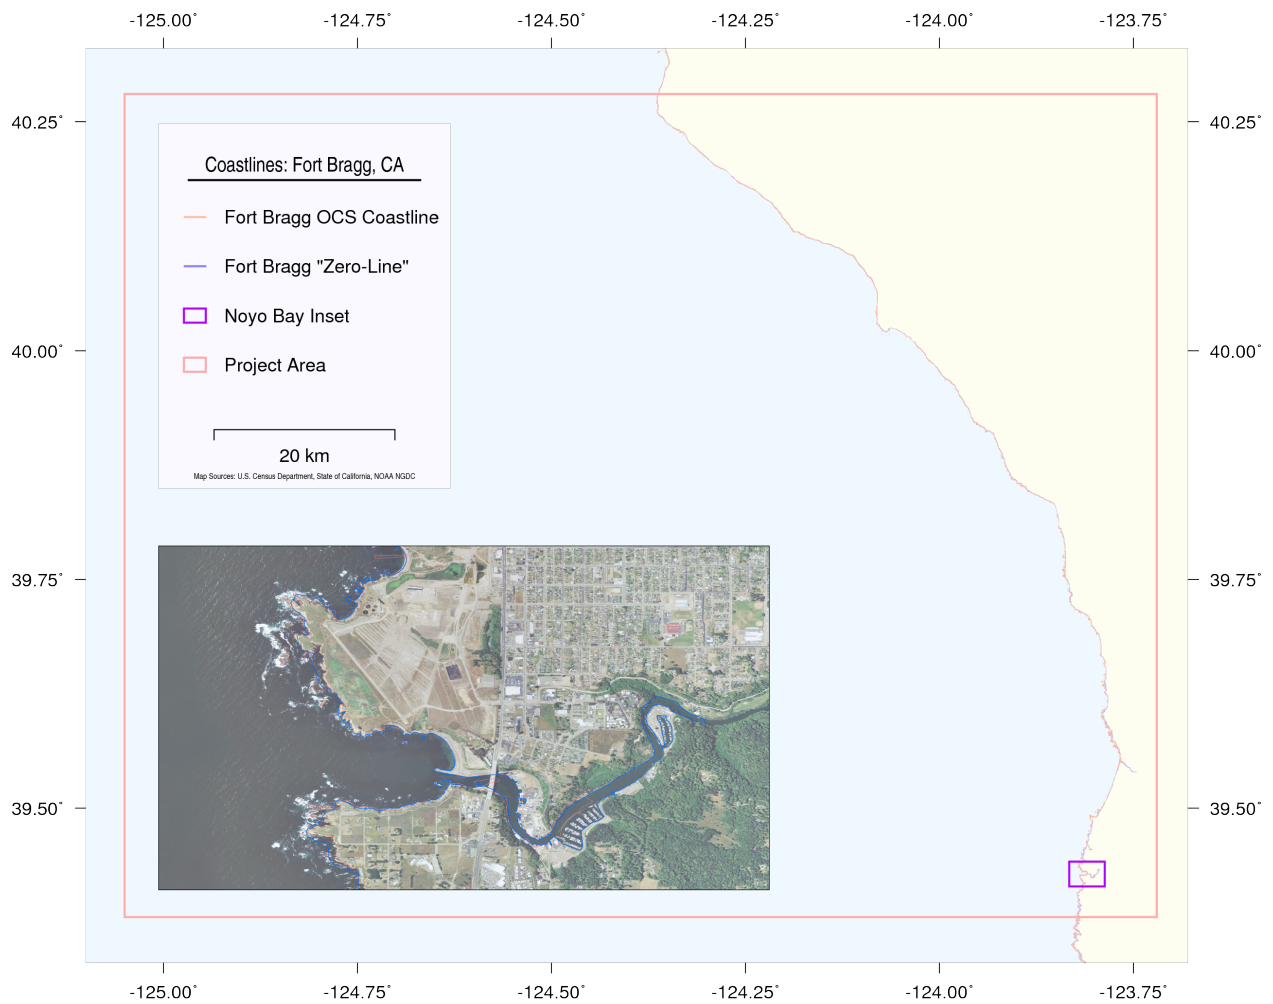 -125.00° -124.75° -124.50° -124.25° -124.00° -123.75°
40.25° 40.25°
Coastlines: Fort Bragg, CA
Fort Bragg OCS Coastline
Fort Bragg "Zero-Line"
Noyo Bay Inset
40.00° 40.00°
Project Area
20 km
Map Sources: U.S. Census Department, State of California, NOAA NGDC
39.75° 39.75°
39.50° 39.50°
-125.00° -124.75° -124.50° -124.25° -124.00° -123.75°